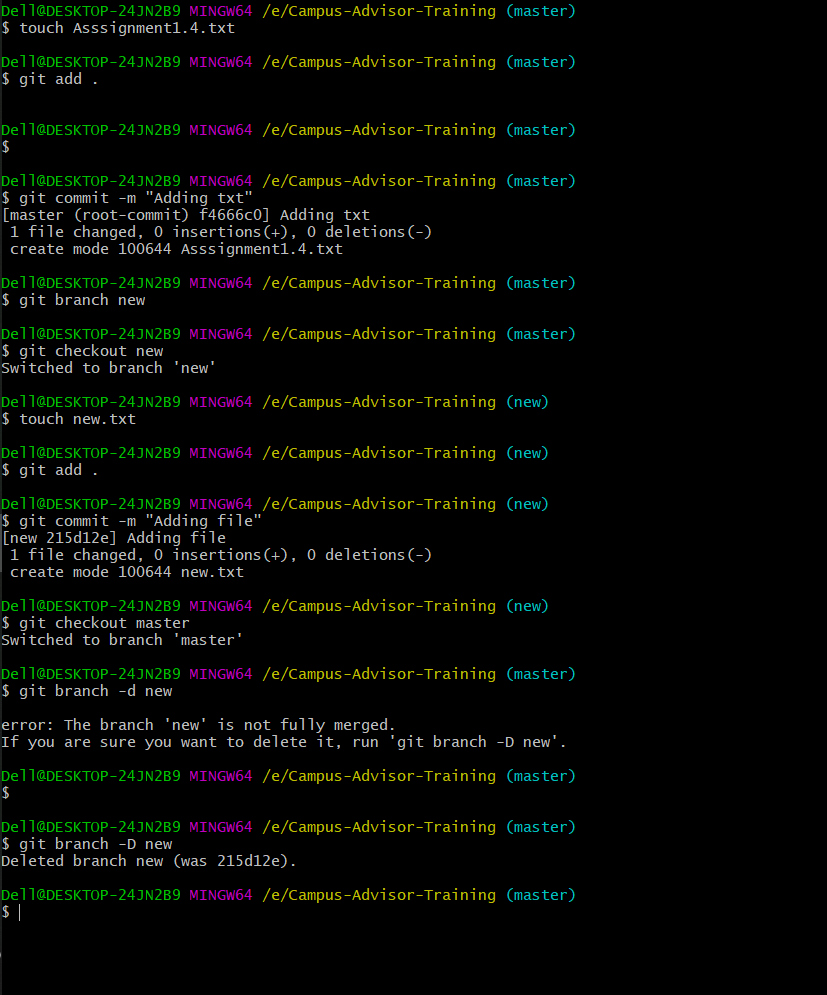 Dell@DESKTOP-24JN2B9 MINGW64 /e/Campus-Advisor-Training (master)
$ touch Asssignment1.4.txt
Dell@DESKTOP-24JN2B9 MINGW64 /e/Campus-Advisor-Training (master)
$ git add .
Dell@DESKTOP-24JN2B9 MINGW64 /e/Campus-Advisor-Training (master)
$
Dell@DESKTOP-24JN2B9 MINGW64 /e/Campus-Advisor-Training (master)
$ git commit -m "Adding txt"
[master (root-commit) f4666c0] Adding txt
 1 file changed, 0 insertions(+), 0 deletions(-)
 create mode 100644 Asssignment1.4.txt
Dell@DESKTOP-24JN2B9 MINGW64 /e/Campus-Advisor-Training (master)
$ git branch new
Dell@DESKTOP-24JN2B9 MINGW64 /e/Campus-Advisor-Training (master)
$ git checkout new
Switched to branch 'new'
Dell@DESKTOP-24JN2B9 MINGW64 /e/Campus-Advisor-Training (new)
$ touch new.txt
Dell@DESKTOP-24JN2B9 MINGW64 /e/Campus-Advisor-Training (new)
$ git add .
Dell@DESKTOP-24JN2B9 MINGW64 /e/Campus-Advisor-Training (new)
$ git commit -m "Adding file"
[new 215d12e] Adding file
 1 file changed, 0 insertions(+), 0 deletions(-)
 create mode 100644 new.txt
Dell@DESKTOP-24JN2B9 MINGW64 /e/Campus-Advisor-Training (new)
$ git checkout master
Switched to branch 'master'
Dell@DESKTOP-24JN2B9 MINGW64 /e/Campus-Advisor-Training (master)
$ git branch -d new
error: The branch 'new' is not fully merged.
If you are sure you want to delete it, run 'git branch -D new'.
Dell@DESKTOP-24JN2B9 MINGW64 /e/Campus-Advisor-Training (master)
$
Dell@DESKTOP-24JN2B9 MINGW64 /e/Campus-Advisor-Training (master)
$ git branch -D new
Deleted branch new (was 215d12e).
Dell@DESKTOP-24JN2B9 MINGW64 /e/Campus-Advisor-Training (master)
$